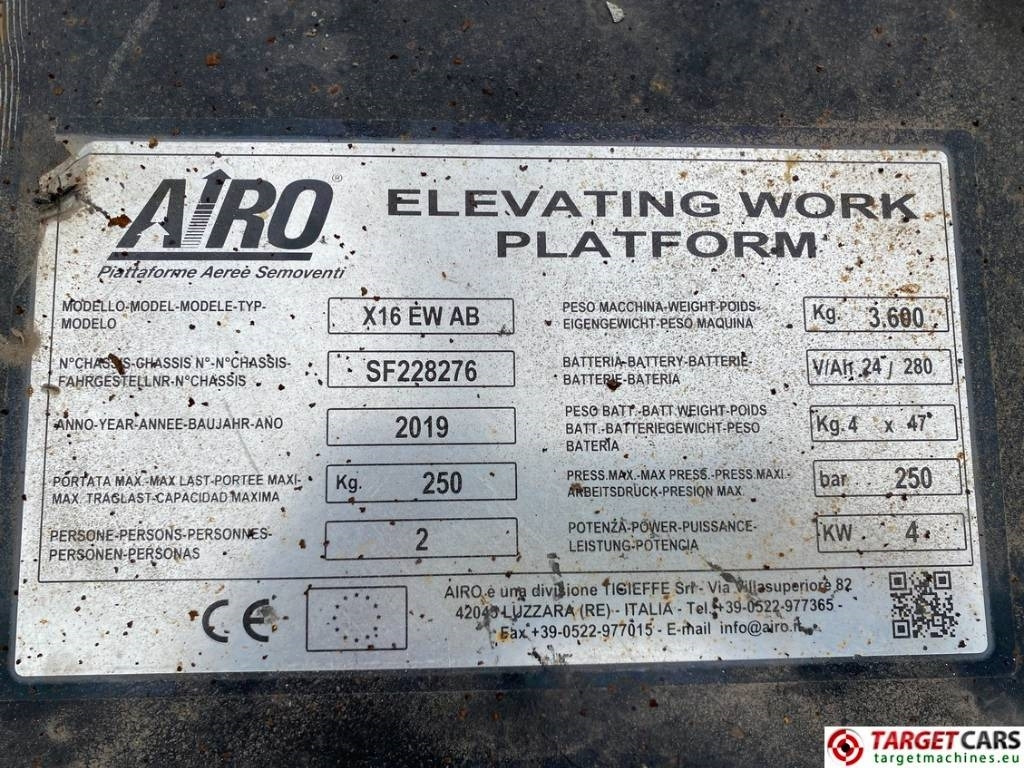 AIRO®
Piattaforme Aeree Semoventi
ELEVATING WORK
PLATFORM
MODELLO-MODEL-MODELE-TYP-
MODELO
X16 EW AB
N°CHASSIS-GHASSIS N°-N°CHASSIS-
FAHRGESTELLNR-N°CHASSIS
SF228276
ANNO-YEAR-ANNEE-BAUJAHR-AÑO
2019
PORTATA MAX.-MAX LAST-PORTEE MAXI-
MAX. TRAGLAST-CAPACIDAD MAXIMA
Kg. 250
PERSONE-PERSONS-PERSONNES-
PERSONEN-PERSONAS
2
PESO MACCHINA-WEIGHT-POIDS-
EIGENGEWICHT-PESO MAQUINA
Kg. 3.600
BATTERIA-BATTERY-BATTERIE-
BATTERIE-BATERIA
V/Ah 24 / 280
PESO BATT.-BATT.WEIGHT-POIDS
BATT.-BATTERIEGEWICHT-PESO
BATERIA
Kg. 4 x 47
PRESS.MAX.-MAX PRESS.-PRESS.MAXI.-
ARBEITSDRUCK-PRESION MAX.
bar 250
POTENZA-POWER-PUISSANCE-
LEISTUNG-POTENCIA
KW 4
CE
AIRO è una divisione TIGIEFFE Srl - Via Villasuperiore 82
42045 LUZZARA (RE) - ITALIA - Tel. +39-0522-977365 -
Fax +39-0522-977015 - E-mail info@airo.it
TARGETCARS
targetmachines.eu